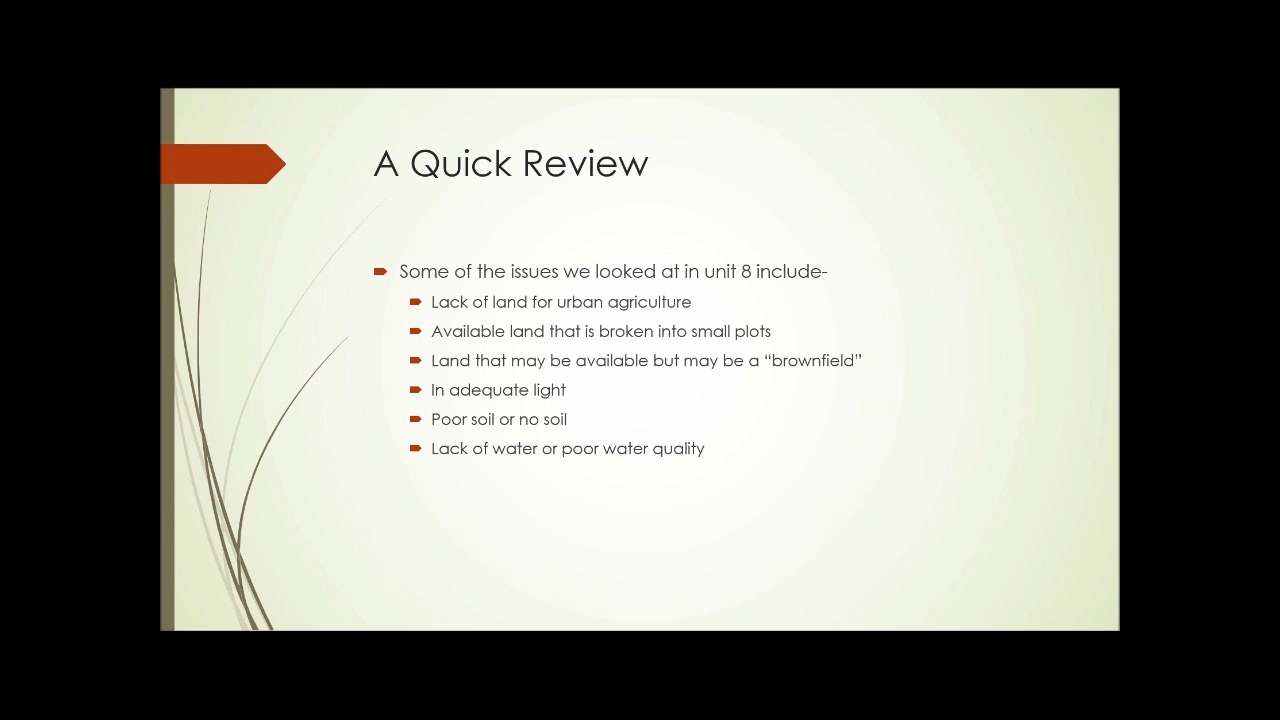 A Quick Review
Some of the issues we looked at in unit 8 include-
Lack of land for urban agriculture
Available land that is broken into small plots
Land that may be available but may be a “brownfield”
In adequate light
Poor soil or no soil
Lack of water or poor water quality